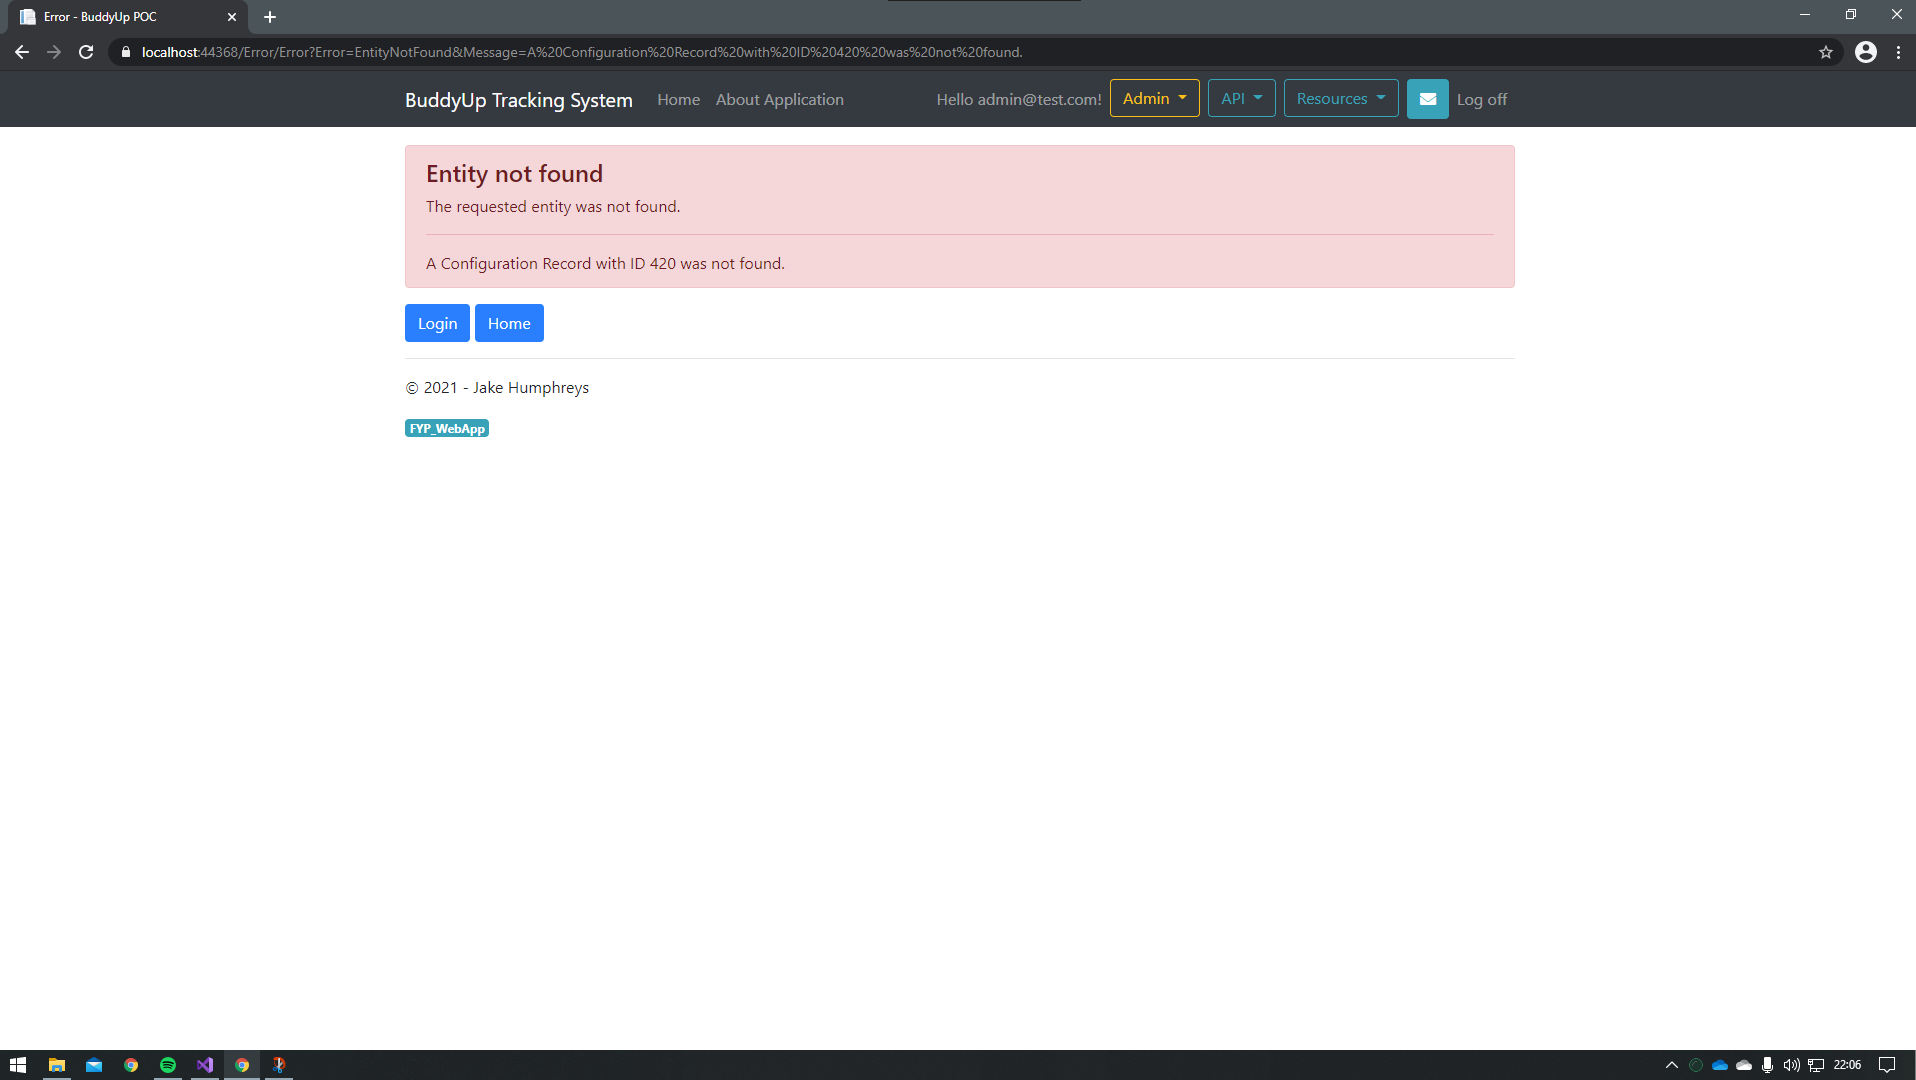 Error - BuddyUp POC
localhost:44368/Error/Error?Error=EntityNotFound&Message=A%20Configuration%20Record%20with%20ID%20420%20was%20not%20found.
BuddyUp Tracking System Home About Application Hello admin@test.com! Admin API Resources Log off
Entity not found
The requested entity was not found.
A Configuration Record with ID 420 was not found.
Login Home
© 2021 - Jake Humphreys
FYP_WebApp
22:06